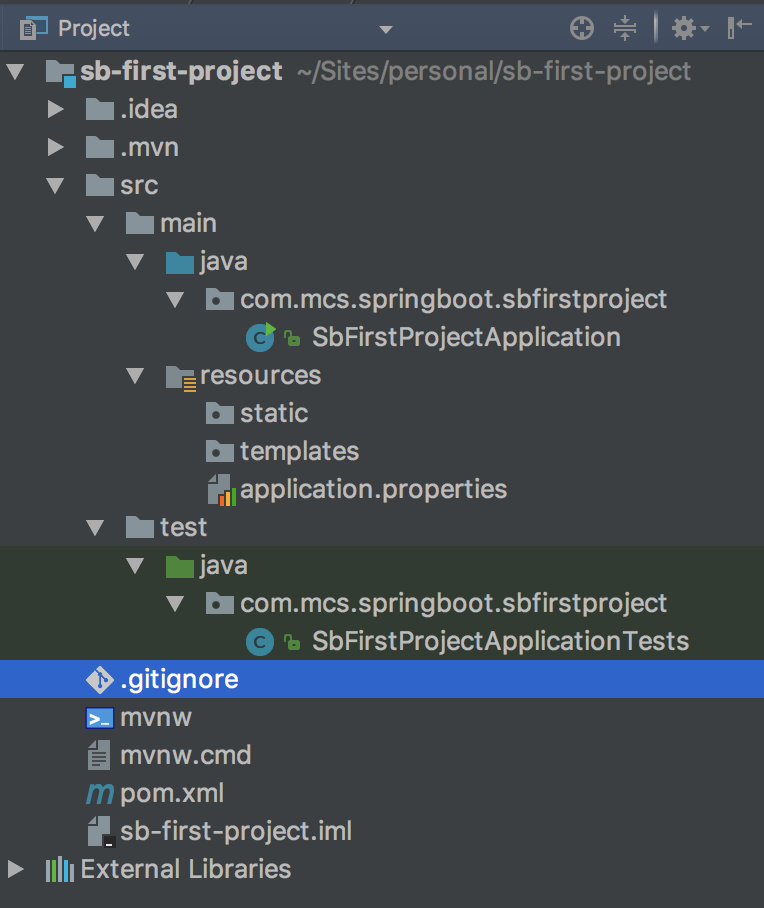 Project
sb-first-project ~/Sites/personal/sb-first-project
.idea
.mvn
src
main
java
com.mcs.springboot.sbfirstproject
SbFirstProjectApplication
resources
static
templates
application.properties
test
java
com.mcs.springboot.sbfirstproject
SbFirstProjectApplicationTests
.gitignore
mvnw
mvnw.cmd
pom.xml
sb-first-project.iml
External Libraries